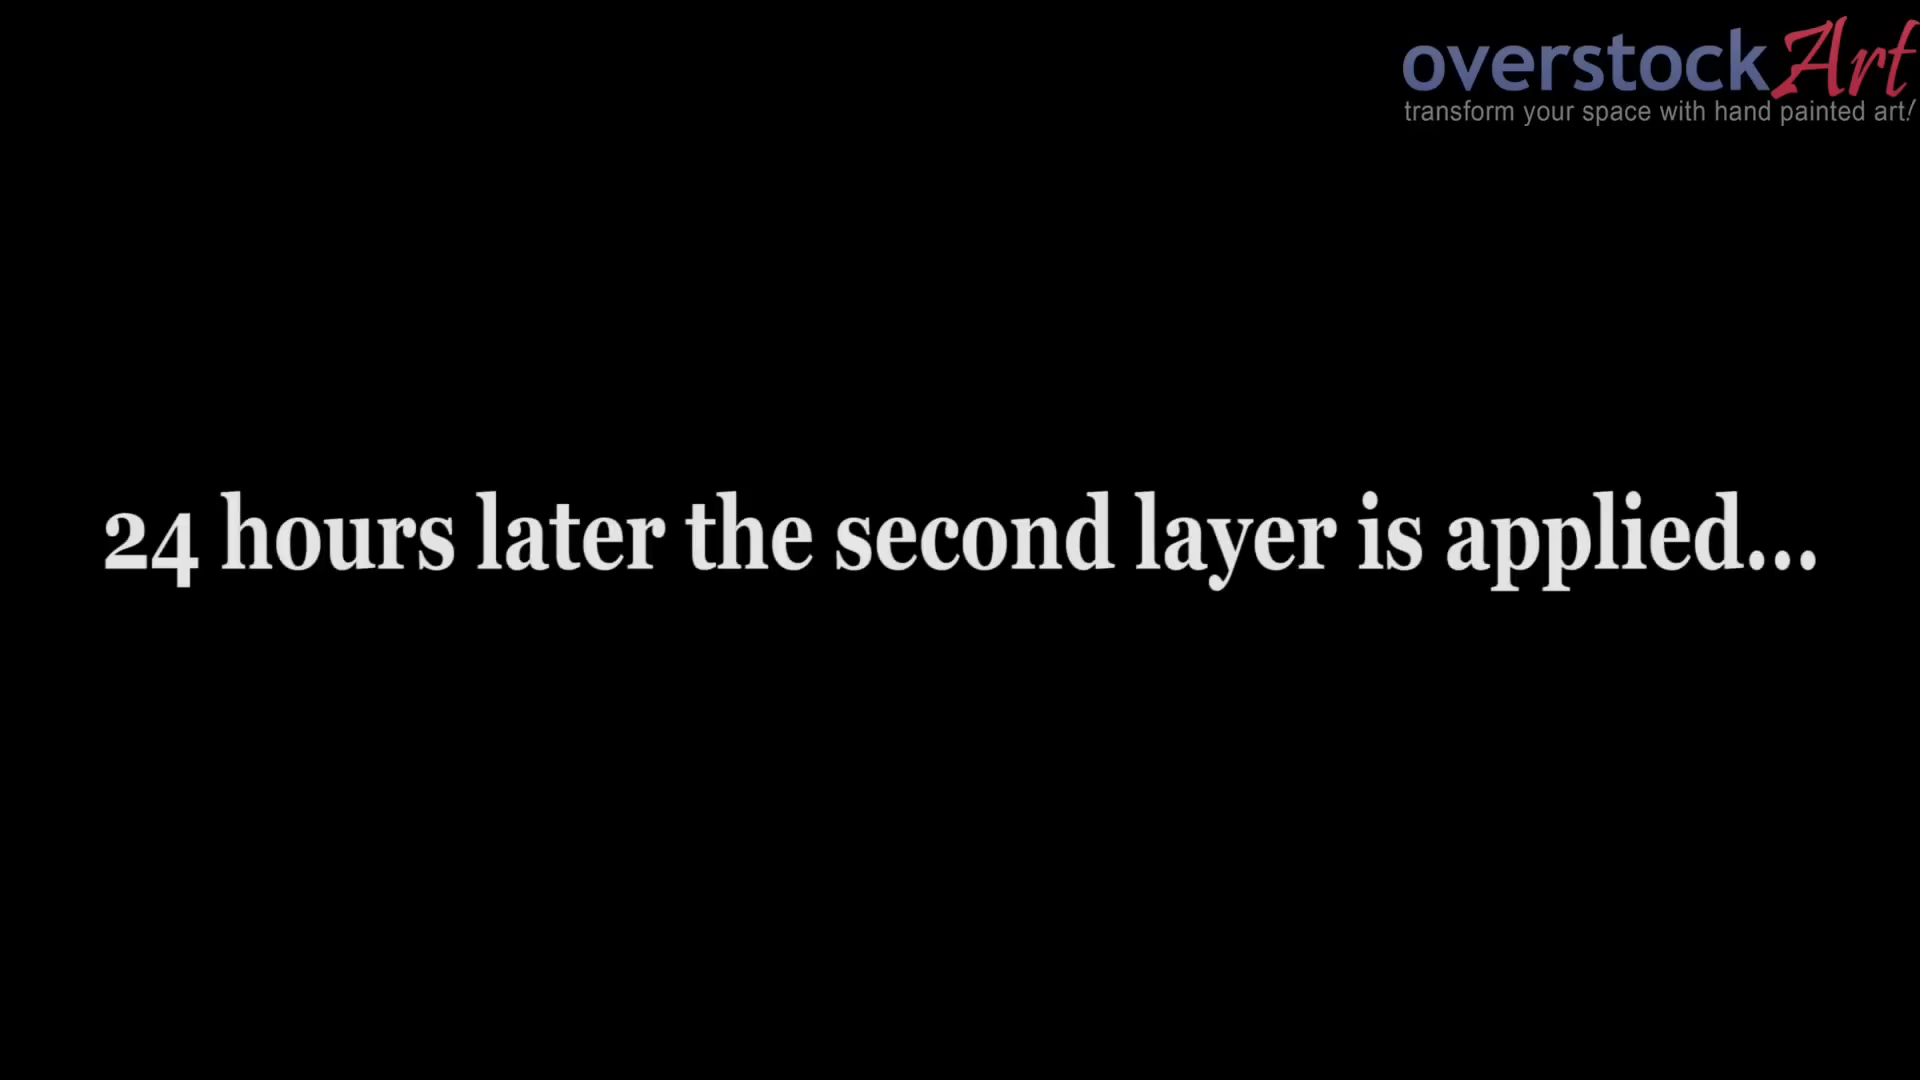 overstockArt
transform your space with hand painted art!
24 hours later the second layer is applied...